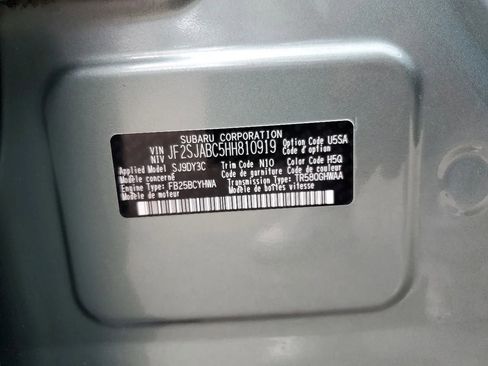 SUBARU CORPORATION
VIN NIV JF2SJABC5HH810919 Option Code U5SA
Code d'option
Applied Model SJ9DY3C Trim Code N10 Color Code H5Q
Modèle concerné Code de garniture Code de couleur
Engine Type: FB25BCYHWA Transmission Type: TR580GHWAA
Modèle de moteur Modèle de boîtes vitesse